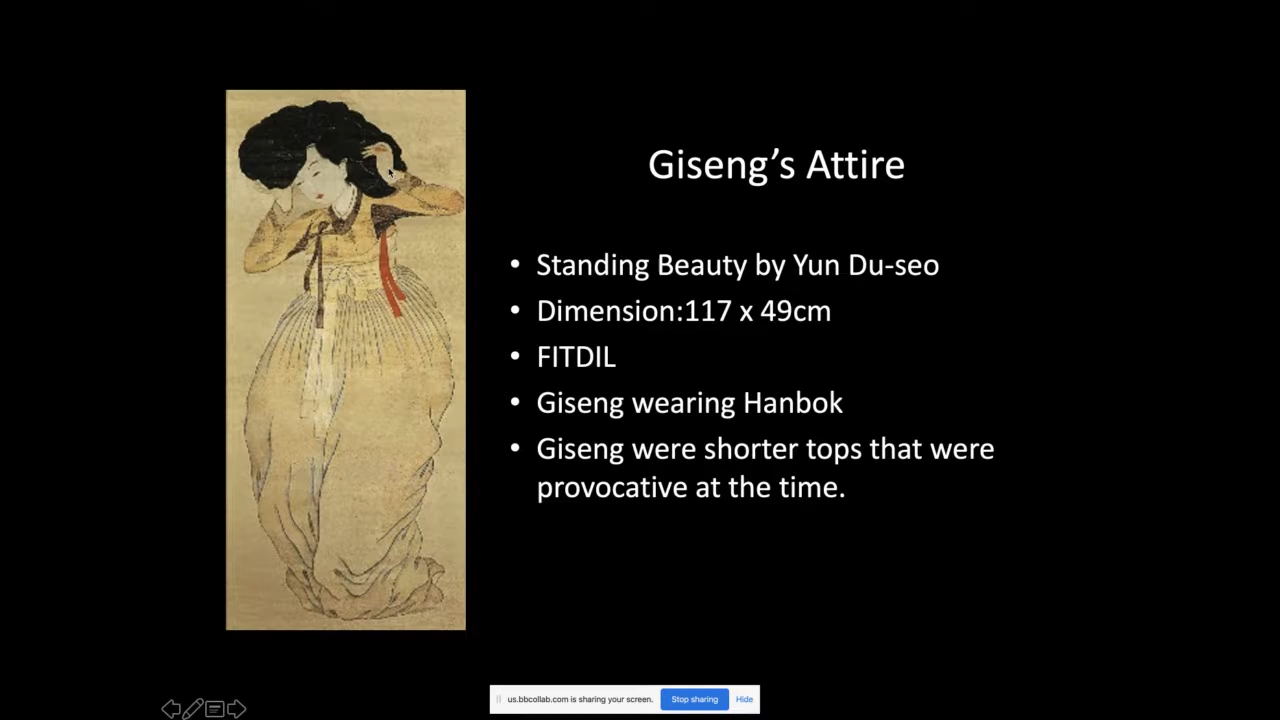 Giseng’s Attire
• Standing Beauty by Yun Du-seo
• Dimension:117 x 49cm
• FITDIL
• Giseng wearing Hanbok
• Giseng were shorter tops that were
provocative at the time.
us.bbcollab.com is sharing your screen. Stop sharing Hide